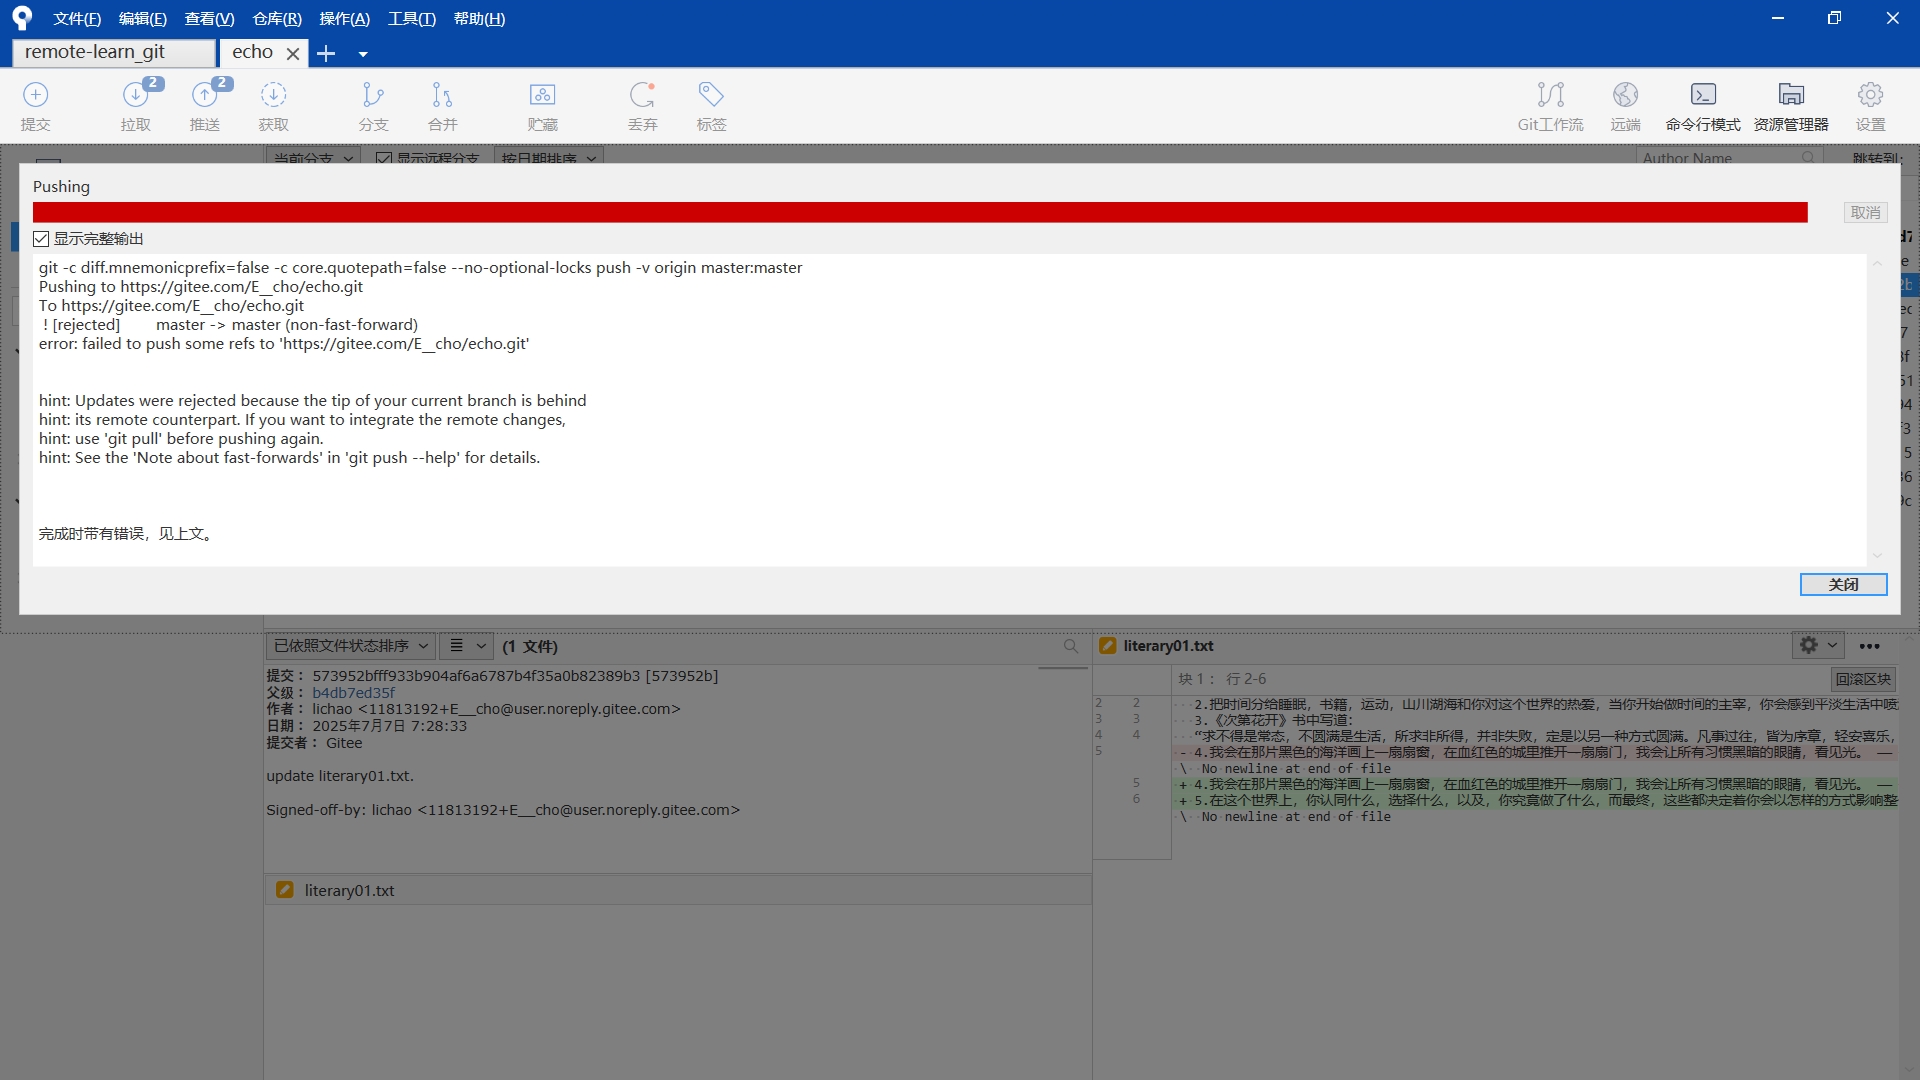 文件(F) 编辑(E) 查看(V) 仓库(R) 操作(A) 工具(T) 帮助(H)
remote-learn_git echo
2 2
提交 拉取 推送 获取 分支 合并 贮藏 丢弃 标签 Git工作流 远端 命令行模式 资源管理器 设置
当前分支 显示远程分支 按日期排序 Author Name 跳转到:
Pushing
取消
显示完整输出
git -c diff.mnemonicprefix=false -c core.quotepath=false --no-optional-locks push -v origin master:master
Pushing to https://gitee.com/E__cho/echo.git
To https://gitee.com/E__cho/echo.git
! [rejected] master -> master (non-fast-forward)
error: failed to push some refs to 'https://gitee.com/E__cho/echo.git'
hint: Updates were rejected because the tip of your current branch is behind
hint: its remote counterpart. If you want to integrate the remote changes,
hint: use 'git pull' before pushing again.
hint: See the 'Note about fast-forwards' in 'git push --help' for details.
完成时带有错误，见上文。
关闭
已依照文件状态排序 (1 文件) literary01.txt
提交： 573952bfff933b904af6a6787b4f35a0b82389b3 [573952b]
父级： b4db7ed35f
作者： lichao <11813192+E__cho@user.noreply.gitee.com>
日期： 2025年7月7日 7:28:33
提交者： Gitee
update literary01.txt.
Signed-off-by: lichao <11813192+E__cho@user.noreply.gitee.com>
literary01.txt
块 1： 行 2-6 回滚区块
2 2 2.把时间分给睡眠，书籍，运动，山川湖海和你对这个世界的热爱，当你开始做时间的主宰，你会感到平淡生活中喷
3 3 3.《次第花开》书中写道：
4 4 “求不得是常态，不圆满是生活，所求非所得，并非失败，定是以另一种方式圆满。凡事过往，皆为序章，轻安喜乐，
5 - 4.我会在那片黑色的海洋画上一扇扇窗，在血红色的城里推开一扇扇门，我会让所有习惯黑暗的眼睛，看见光。 —
\ No newline at end of file
5 + 4.我会在那片黑色的海洋画上一扇扇窗，在血红色的城里推开一扇扇门，我会让所有习惯黑暗的眼睛，看见光。 —
6 + 5.在这个世界上，你认同什么，选择什么，以及，你究竟做了什么，而最终，这些都决定着你会以怎样的方式影响整
\ No newline at end of file